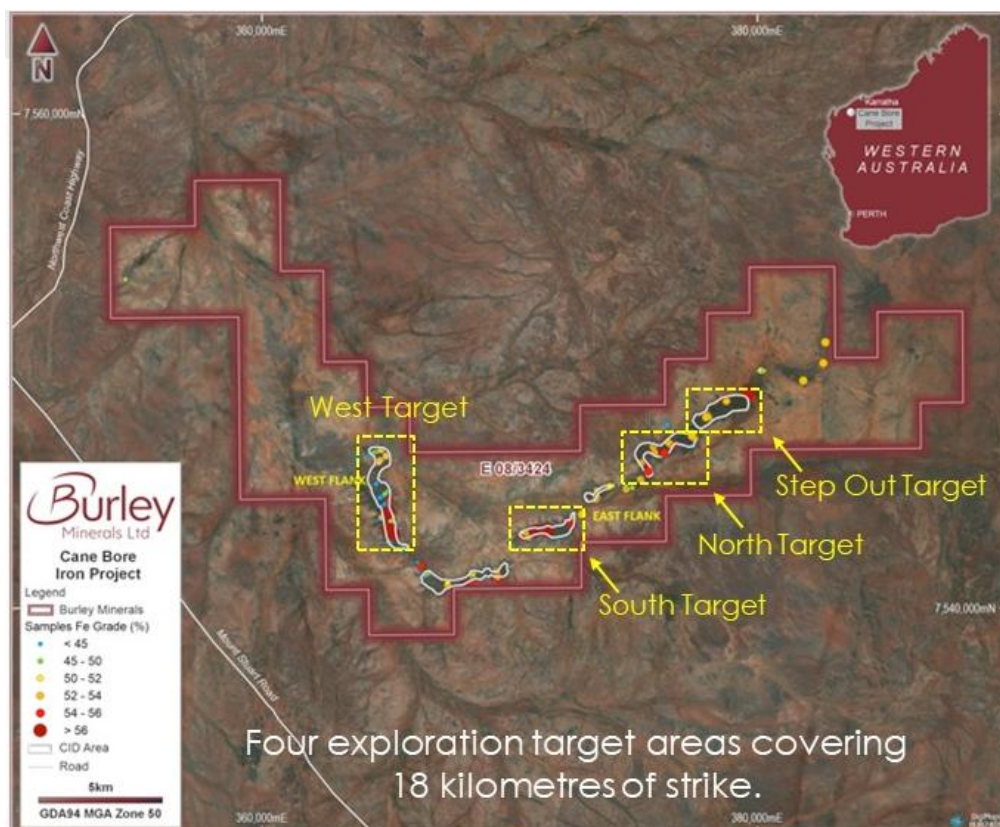 360,000mE
380,000mE
N
7,560,000mN
Northwest Coast Highway
Karratha
Cane Bore
Project
WESTERN
AUSTRALIA
PERTH
West Target
WEST FLANK
E 08/3424
EAST FLANK
Step Out Target
North Target
South Target
7,540,000mN
Mount Stuart Road
Burley
Minerals Ltd
Cane Bore
Iron Project
Legend
Burley Minerals
Samples Fe Grade (%)
< 45
45 - 50
50 - 52
52 - 54
54 - 56
> 56
CID Area
Road
5km
GDA94 MGA Zone 50
Four exploration target areas covering
18 kilometres of strike.
360,000mE
380,000mE